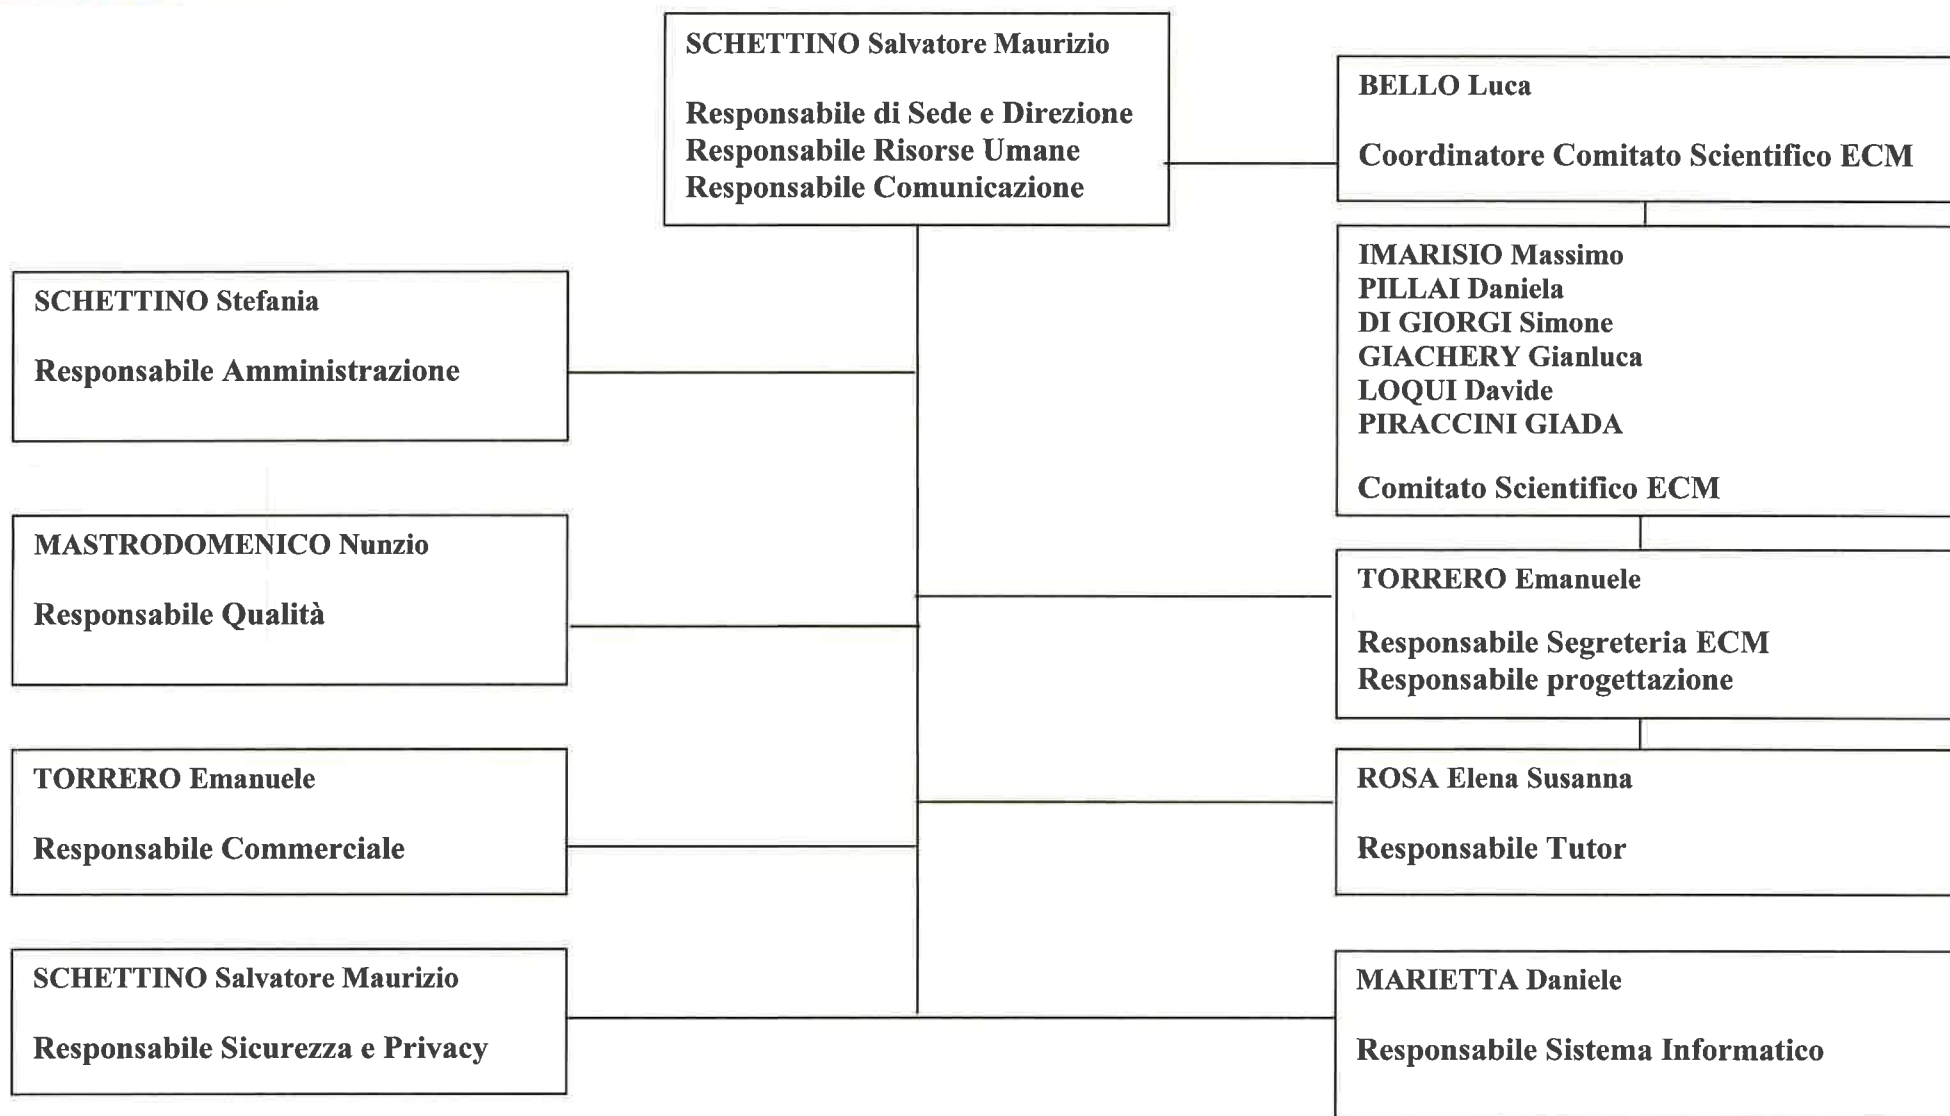 SCHETTINO Salvatore Maurizio
Responsabile di Sede e Direzione
Responsabile Risorse Umane
Responsabile Comunicazione
BELLO Luca
Coordinatore Comitato Scientifico ECM
IMARISIO Massimo
PILLAI Daniela
DI GIORGI Simone
GIACHERY Gianluca
LOQUI Davide
PIRACCINI GIADA
Comitato Scientifico ECM
SCHETTINO Stefania
Responsabile Amministrazione
MASTRODOMENICO Nunzio
Responsabile Qualità
TORRERO Emanuele
Responsabile Segreteria ECM
Responsabile progettazione
TORRERO Emanuele
Responsabile Commerciale
ROSA Elena Susanna
Responsabile Tutor
SCHETTINO Salvatore Maurizio
Responsabile Sicurezza e Privacy
MARIETTA Daniele
Responsabile Sistema Informatico